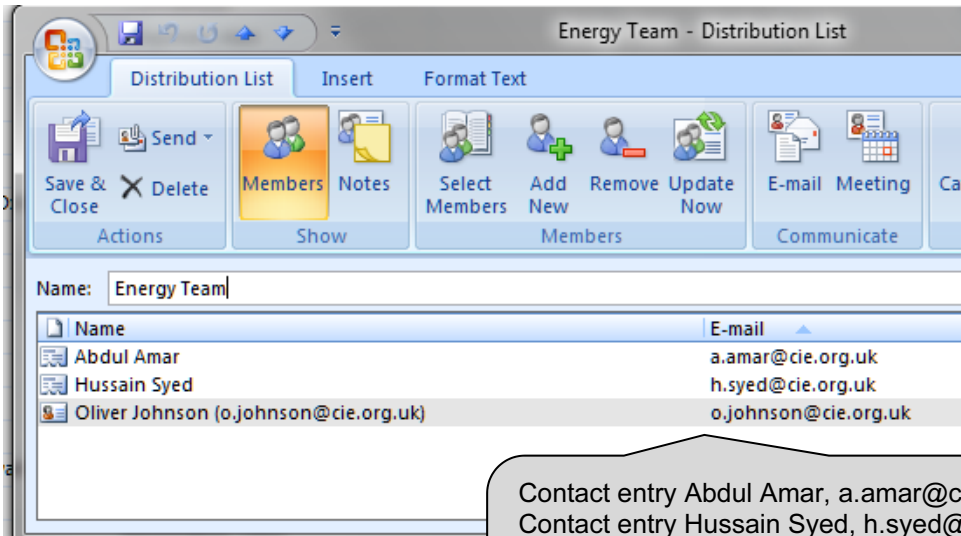 Energy Team - Distribution List
Distribution List Insert Format Text
Send
Save & Close
Delete
Members
Notes
Select Members
Add New
Remove
Update Now
E-mail
Meeting
Actions
Show
Members
Communicate
Name: Energy Team
Name E-mail
Abdul Amar a.amar@cie.org.uk
Hussain Syed h.syed@cie.org.uk
Oliver Johnson (o.johnson@cie.org.uk) o.johnson@cie.org.uk
Contact entry Abdul Amar, a.amar@c
Contact entry Hussain Syed, h.syed@